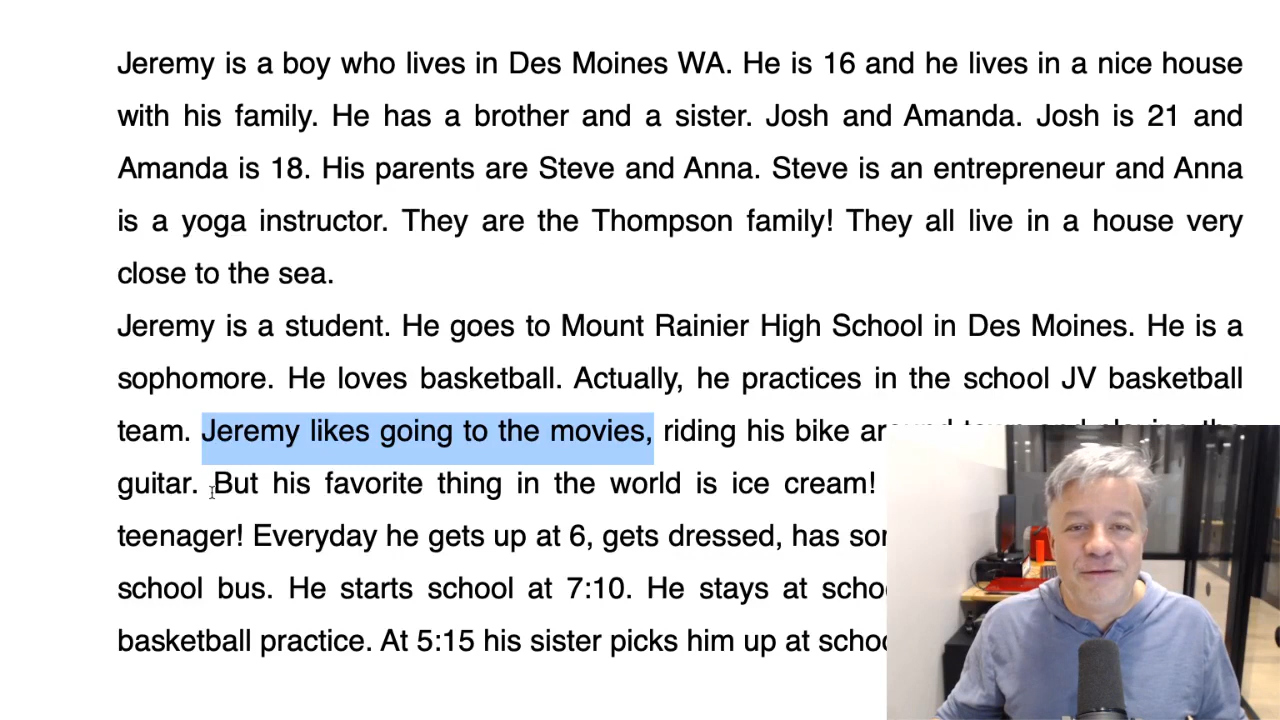 Jeremy is a boy who lives in Des Moines WA. He is 16 and he lives in a nice house
with his family. He has a brother and a sister. Josh and Amanda. Josh is 21 and
Amanda is 18. His parents are Steve and Anna. Steve is an entrepreneur and Anna
is a yoga instructor. They are the Thompson family! They all live in a house very
close to the sea.
Jeremy is a student. He goes to Mount Rainier High School in Des Moines. He is a
sophomore. He loves basketball. Actually, he practices in the school JV basketball
team. Jeremy likes going to the movies, riding his bike around town and playing the
guitar. But his favorite thing in the world is ice cream!
teenager! Everyday he gets up at 6, gets dressed, has
school bus. He starts school at 7:10. He stays at
basketball practice. At 5:15 his sister picks him up at